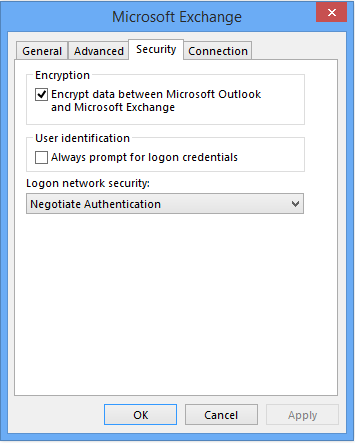 Microsoft Exchange
General Advanced Security Connection
Encryption
Encrypt data between Microsoft Outlook
and Microsoft Exchange
User identification
Always prompt for logon credentials
Logon network security:
Negotiate Authentication
OK Cancel Apply